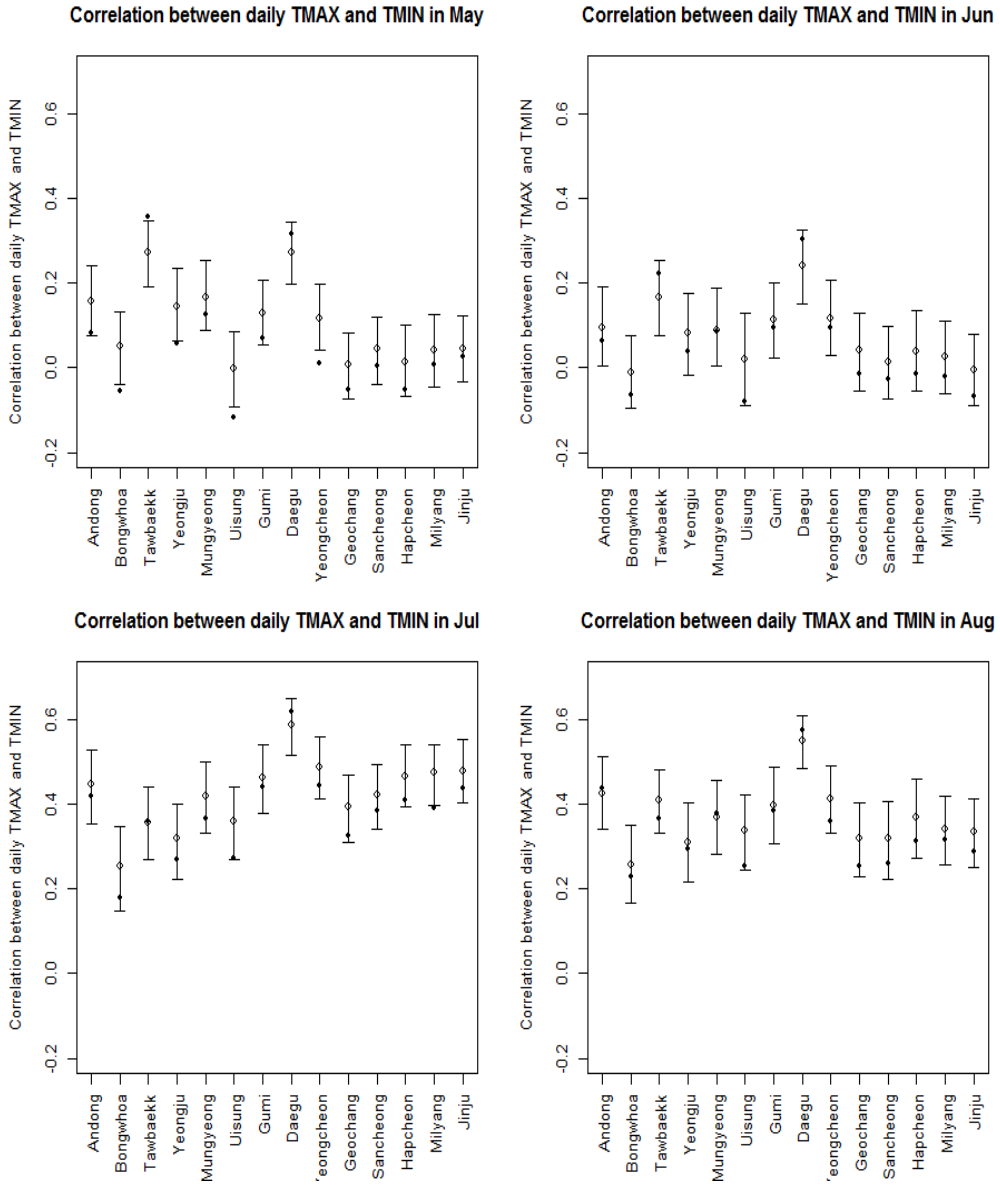 Correlation between daily TMAX and TMIN in May
Correlation between daily TMAX and TMIN
0.6
0.4
0.2
0.0
-0.2
Andong
Bongwhoa
Tawbaekk
Yeongju
Mungyeong
Uisung
Gumi
Daegu
Yeongcheon
Geochang
Sancheong
Hapcheon
Milyang
Jinju
Correlation between daily TMAX and TMIN in Jun
Correlation between daily TMAX and TMIN
0.6
0.4
0.2
0.0
-0.2
Andong
Bongwhoa
Tawbaekk
Yeongju
Mungyeong
Uisung
Gumi
Daegu
Yeongcheon
Geochang
Sancheong
Hapcheon
Milyang
Jinju
Correlation between daily TMAX and TMIN in Jul
Correlation between daily TMAX and TMIN
0.6
0.4
0.2
0.0
-0.2
Andong
Bongwhoa
Tawbaekk
Yeongju
Mungyeong
Uisung
Gumi
Daegu
Yeongcheon
Geochang
Sancheong
Hapcheon
Milyang
Jinju
Correlation between daily TMAX and TMIN in Aug
Correlation between daily TMAX and TMIN
0.6
0.4
0.2
0.0
-0.2
Andong
Bongwhoa
Tawbaekk
Yeongju
Mungyeong
Uisung
Gumi
Daegu
Yeongcheon
Geochang
Sancheong
Hapcheon
Milyang
Jinju